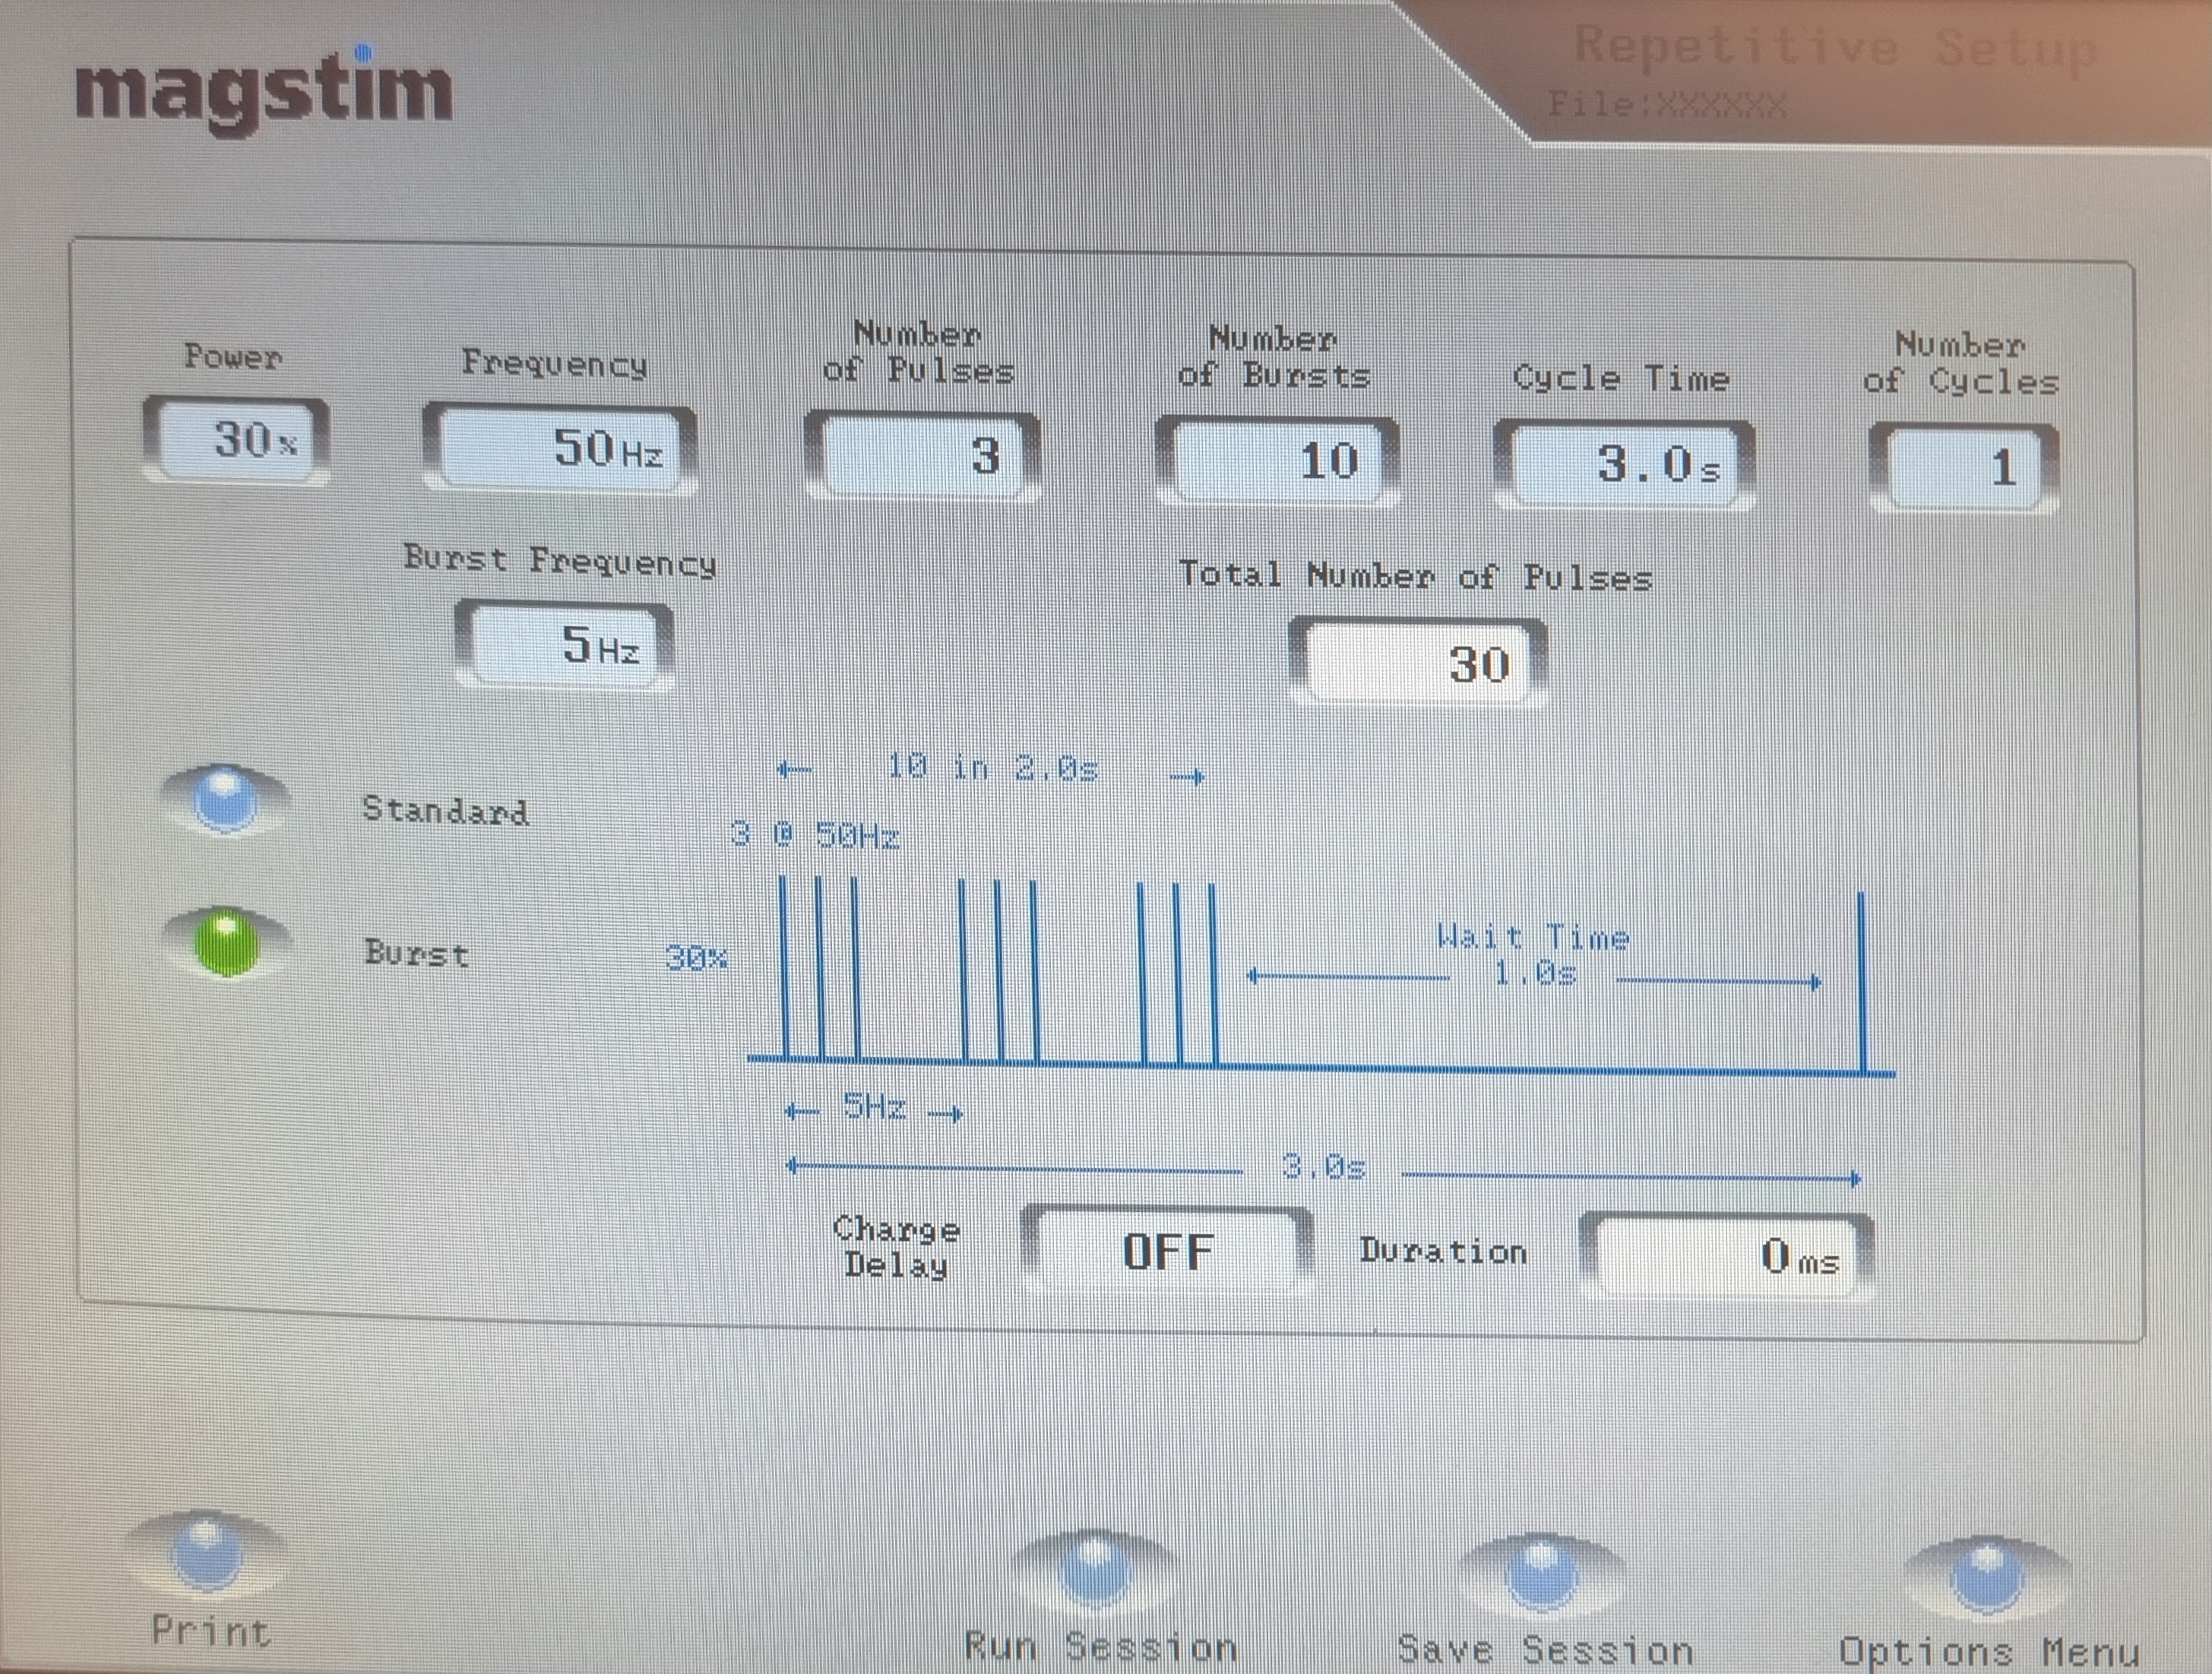 magstim
Repetitive Setup
File:XXXXXX
Power
Frequency
Number
of Pulses
Number
of Bursts
Cycle Time
Number
of Cycles
30%
50Hz
3
10
3.0s
1
Burst Frequency
Total Number of Pulses
5Hz
30
← 10 in 2.0s →
Standard
3 @ 50Hz
Burst
30%
Wait Time
1.0s
← 5Hz →
3.0s
Charge
Delay
OFF
Duration
0ms
Print
Run Session
Save Session
Options Menu